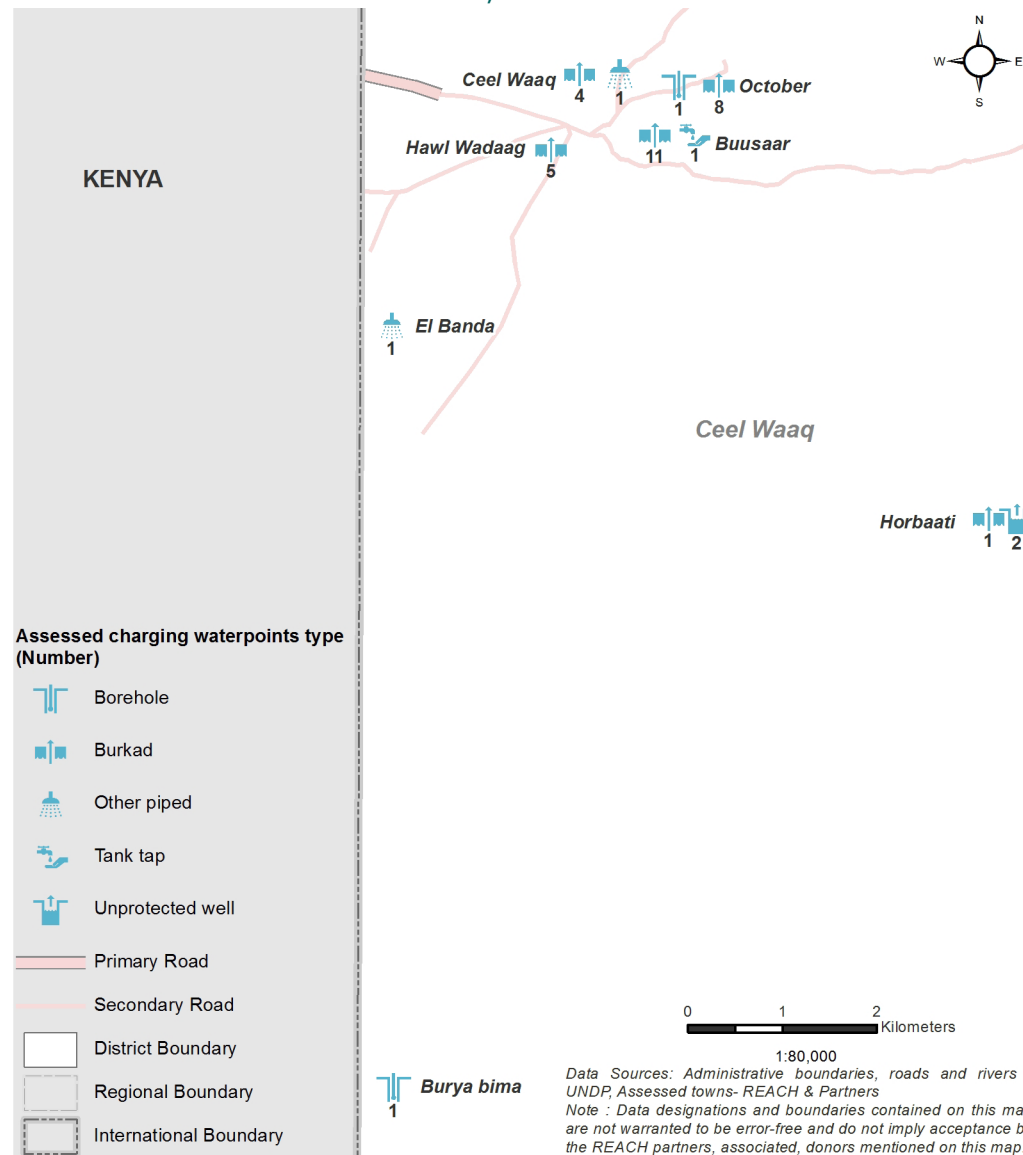 N
W E
S
Ceel Waaq
4
1
1
8
October
Hawl Wadaag
5
11
1
Buusaar
KENYA
El Banda
1
Ceel Waaq
Horbaati
1
2
Assessed charging waterpoints type
(Number)
Borehole
Burkad
Other piped
Tank tap
Unprotected well
Primary Road
Secondary Road
District Boundary
Regional Boundary
International Boundary
Burya bima
1
0 1 2
Kilometers
1:80,000
Data Sources: Administrative boundaries, roads and rivers
UNDP, Assessed towns- REACH & Partners
Note : Data designations and boundaries contained on this ma
are not warranted to be error-free and do not imply acceptance b
the REACH partners, associated, donors mentioned on this map